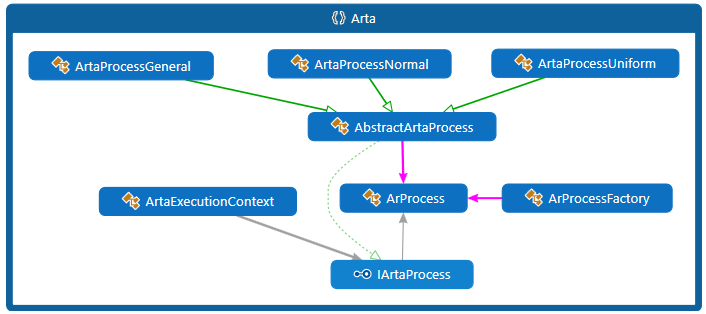 Arta
ArtaProcessGeneral
ArtaProcessNormal
ArtaProcessUniform
AbstractArtaProcess
ArtaExecutionContext
ArProcess
ArProcessFactory
IArtaProcess